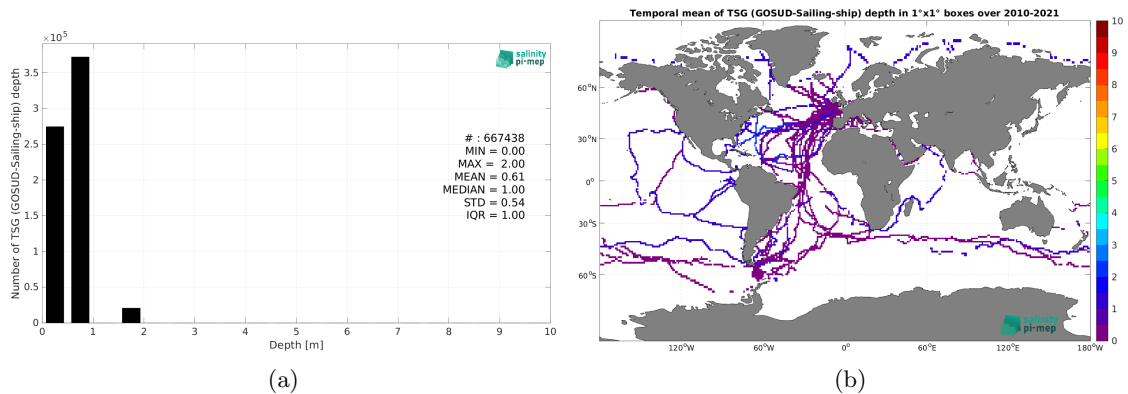 ×10⁵
salinity
pi-mep
3.5
3
2.5
2
1.5
1
0.5
0
Number of TSG (GOSUD-Sailing-ship) depth
# : 667438
MIN = 0.00
MAX = 2.00
MEAN = 0.61
MEDIAN = 1.00
STD = 0.54
IQR = 1.00
0 1 2 3 4 5 6 7 8 9 10
Depth [m]
(a)
Temporal mean of TSG (GOSUD-Sailing-ship) depth in 1°x1° boxes over 2010-2021
60°N
30°N
0°
30°S
60°S
120°W 60°W 0° 60°E 120°E 180°W
salinity
pi-mep
10
9
8
7
6
5
4
3
2
1
0
(b)